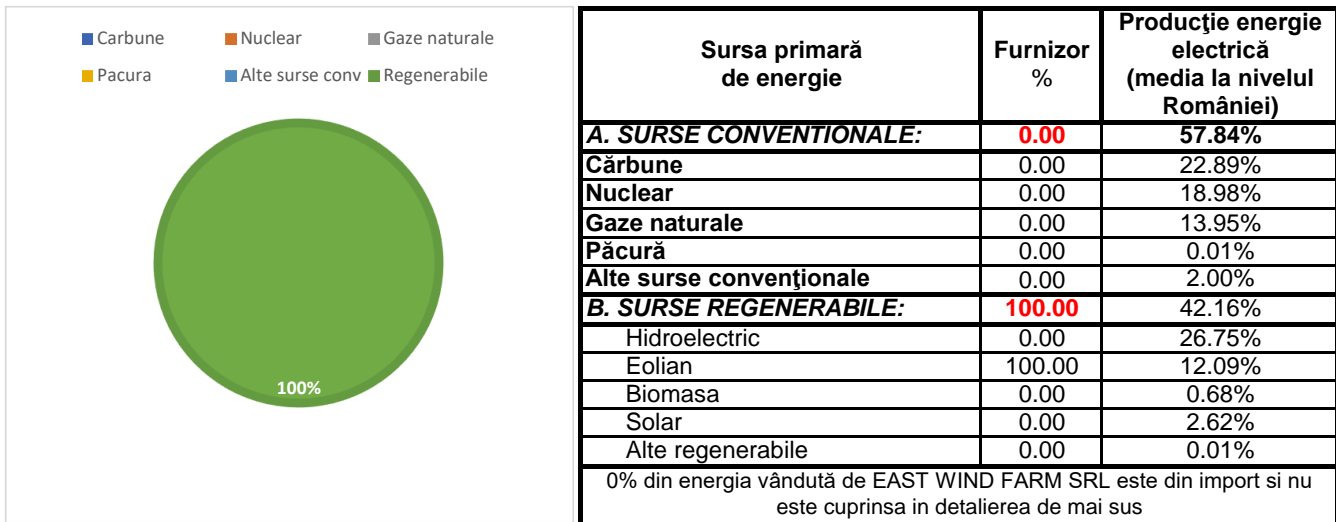 Carbune Nuclear Gaze naturale
Pacura Alte surse conv Regenerabile
100%
Sursa primară
de energie
Furnizor
%
Producţie energie
electrică
(media la nivelul
României)
A. SURSE CONVENTIONALE: 0.00 57.84%
Cărbune 0.00 22.89%
Nuclear 0.00 18.98%
Gaze naturale 0.00 13.95%
Păcură 0.00 0.01%
Alte surse convenţionale 0.00 2.00%
B. SURSE REGENERABILE: 100.00 42.16%
Hidroelectric 0.00 26.75%
Eolian 100.00 12.09%
Biomasa 0.00 0.68%
Solar 0.00 2.62%
Alte regenerabile 0.00 0.01%
0% din energia vândută de EAST WIND FARM SRL este din import si nu
este cuprinsa in detalierea de mai sus